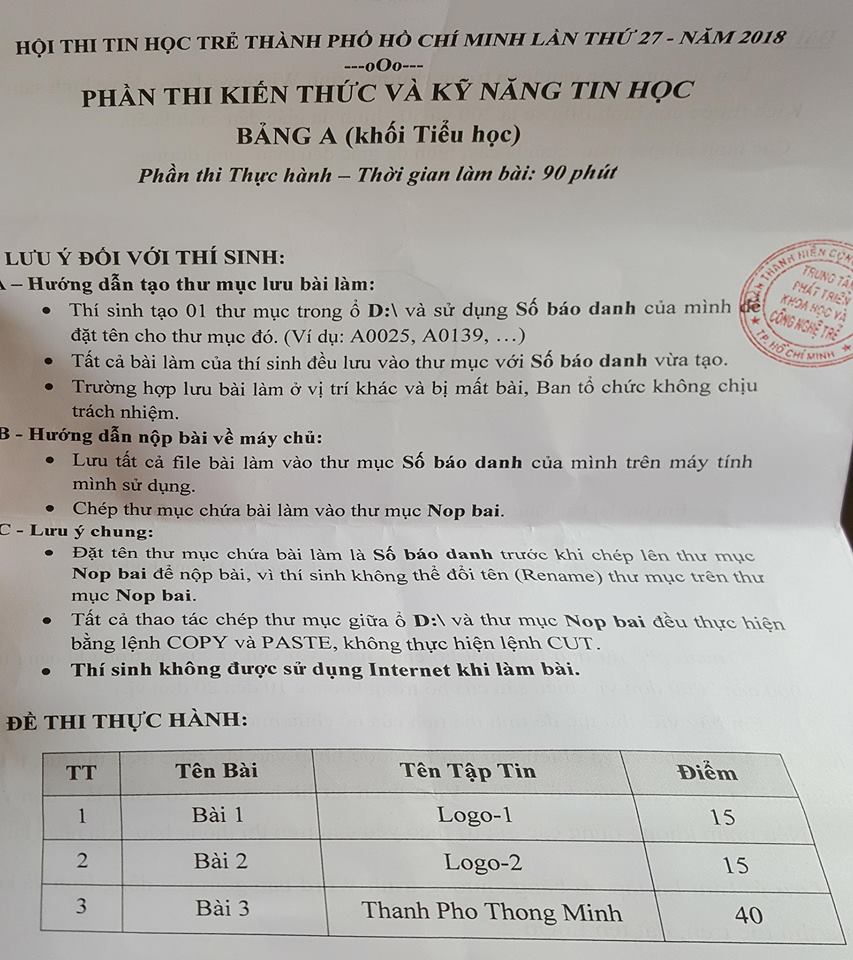 HỘI THI TIN HỌC TRẺ THÀNH PHỐ HỒ CHÍ MINH LẦN THỨ 27 - NĂM 2018
---oOo---
PHẦN THI KIẾN THỨC VÀ KỸ NĂNG TIN HỌC
BẢNG A (khối Tiểu học)
Phần thi Thực hành – Thời gian làm bài: 90 phút
LƯU Ý ĐỐI VỚI THÍ SINH:
A – Hướng dẫn tạo thư mục lưu bài làm:
• Thí sinh tạo 01 thư mục trong ổ D:\ và sử dụng Số báo danh của mình để
đặt tên cho thư mục đó. (Ví dụ: A0025, A0139, …)
• Tất cả bài làm của thí sinh đều lưu vào thư mục với Số báo danh vừa tạo.
• Trường hợp lưu bài làm ở vị trí khác và bị mất bài, Ban tổ chức không chịu
trách nhiệm.
B - Hướng dẫn nộp bài về máy chủ:
• Lưu tất cả file bài làm vào thư mục Số báo danh của mình trên máy tính
mình sử dụng.
• Chép thư mục chứa bài làm vào thư mục Nop bai.
C - Lưu ý chung:
• Đặt tên thư mục chứa bài làm là Số báo danh trước khi chép lên thư mục
Nop bai để nộp bài, vì thí sinh không thể đổi tên (Rename) thư mục trên thư
mục Nop bai.
• Tất cả thao tác chép thư mục giữa ổ D:\ và thư mục Nop bai đều thực hiện
bằng lệnh COPY và PASTE, không thực hiện lệnh CUT.
• Thí sinh không được sử dụng Internet khi làm bài.
THANH NIÊN CỘNG
TRUNG TÂM
PHÁT TRIỂN
KHOA HỌC VÀ
CÔNG NGHỆ TRẺ
★ TP.HỒ CHÍ MINH ★
ĐỀ THI THỰC HÀNH:
TT Tên Bài Tên Tập Tin Điểm
1 Bài 1 Logo-1 15
2 Bài 2 Logo-2 15
3 Bài 3 Thanh Pho Thong Minh 40